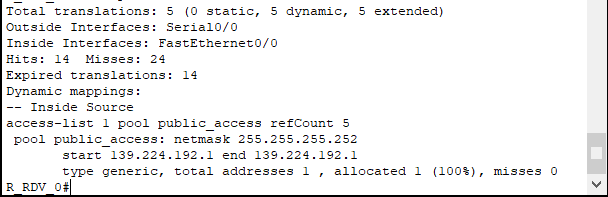 Total translations: 5 (0 static, 5 dynamic, 5 extended)
Outside Interfaces: Serial0/0
Inside Interfaces: FastEthernet0/0
Hits: 14 Misses: 24
Expired translations: 14
Dynamic mappings:
-- Inside Source
access-list 1 pool public_access refCount 5
pool public_access: netmask 255.255.255.252
start 139.224.192.1 end 139.224.192.1
type generic, total addresses 1 , allocated 1 (100%), misses 0
R_RDV_0#